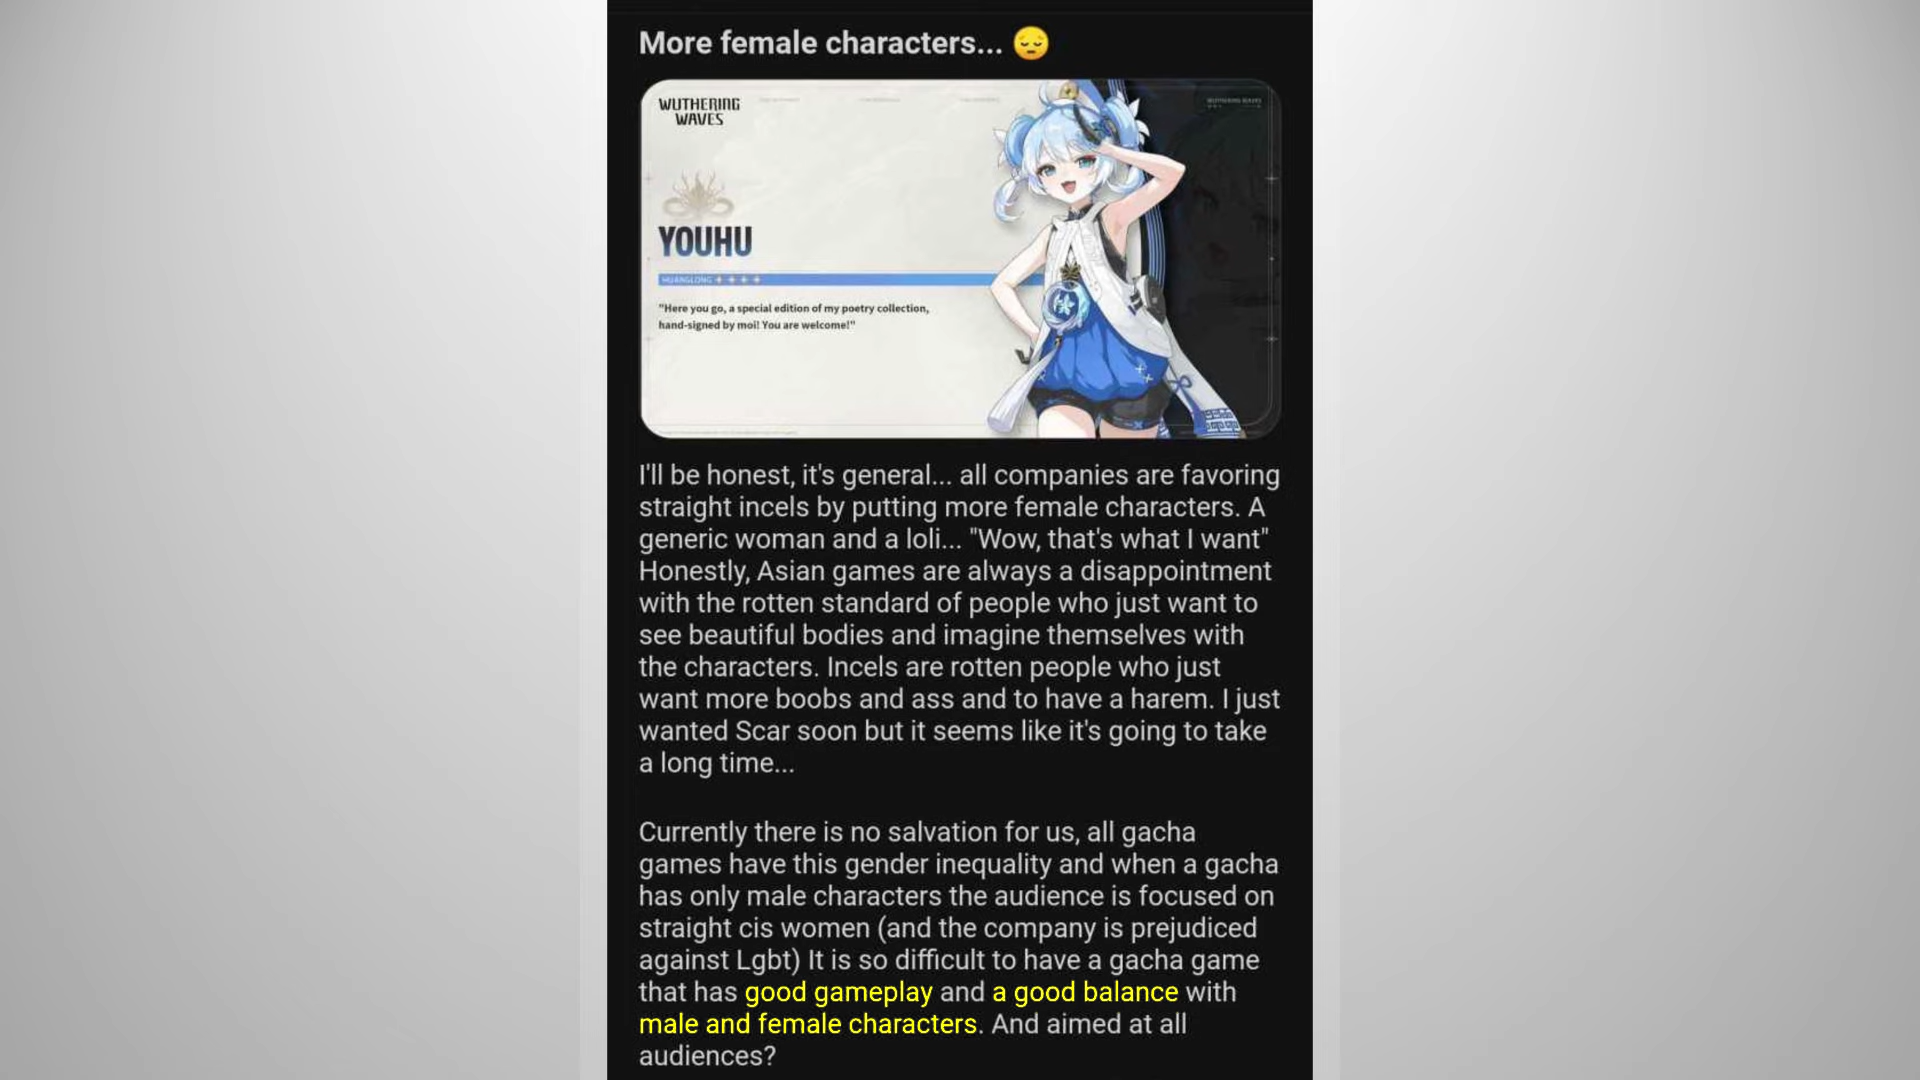 More female characters... 😔
WUTHERING
WAVES
WUTHERING WAVES
YOUHU
HUANGLONG
"Here you go, a special edition of my poetry collection,
hand-signed by moi! You are welcome!"
I'll be honest, it's general... all companies are favoring
straight incels by putting more female characters. A
generic woman and a loli... "Wow, that's what I want"
Honestly, Asian games are always a disappointment
with the rotten standard of people who just want to
see beautiful bodies and imagine themselves with
the characters. Incels are rotten people who just
want more boobs and ass and to have a harem. I just
wanted Scar soon but it seems like it's going to take
a long time...
Currently there is no salvation for us, all gacha
games have this gender inequality and when a gacha
has only male characters the audience is focused on
straight cis women (and the company is prejudiced
against Lgbt) It is so difficult to have a gacha game
that has good gameplay and a good balance with
male and female characters. And aimed at all
audiences?